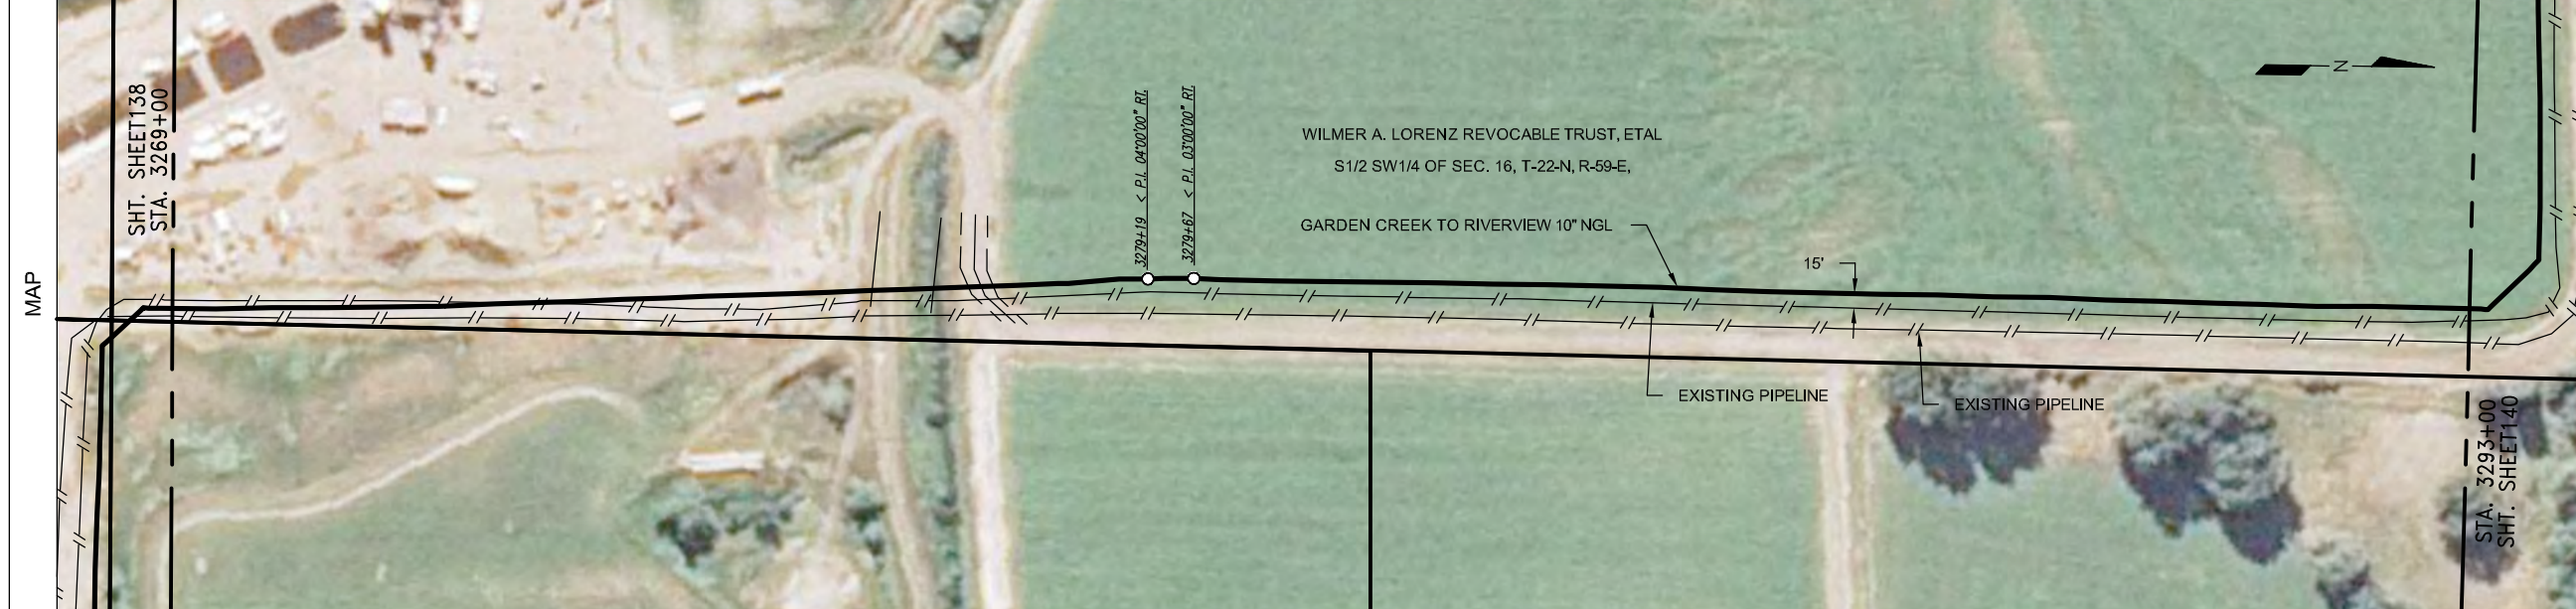 MAP
SHT. SHEET138
STA. 3269+00
3279+19 < P.I. 04°00'00" RT.
3279+67 < P.I. 03°00'00" RT.
WILMER A. LORENZ REVOCABLE TRUST, ETAL
S1/2 SW1/4 OF SEC. 16, T-22-N, R-59-E,
GARDEN CREEK TO RIVERVIEW 10" NGL
15'
N
EXISTING PIPELINE
EXISTING PIPELINE
STA. 3293+00
SHT. SHEET140